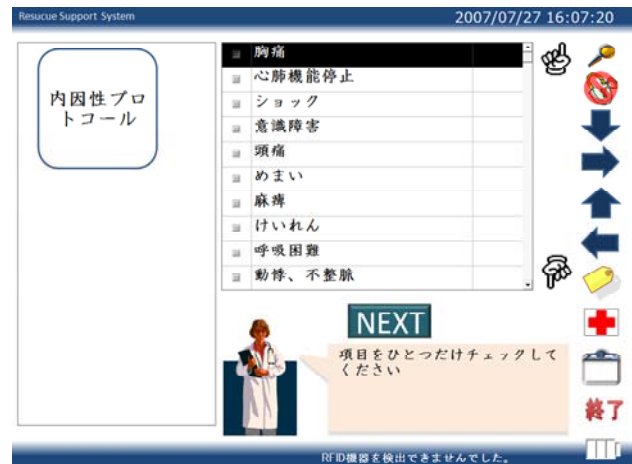 Resucue Support System
2007/07/27 16:07:20
内因性プロ
トコール
胸痛
心肺機能停止
ショック
意識障害
頭痛
めまい
麻痺
けいれん
呼吸困難
動悸、不整脈
NEXT
項目をひとつだけチェックして
ください
終了
RFID機器を検出できませんでした。